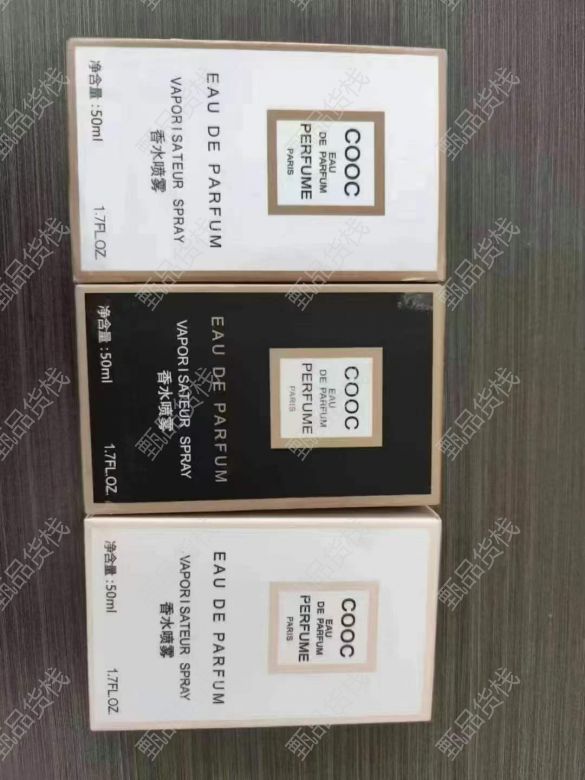 COOC
EAU
DE PARFUM
PERFUME
PARIS
EAU DE PARFUM
VAPORISATEUR SPRAY
香水喷雾
净含量:50ml 1.7FL.OZ.
COOC
EAU
DE PARFUM
PERFUME
PARIS
EAU DE PARFUM
VAPORISATEUR SPRAY
香水喷雾
净含量:50ml 1.7FL.OZ.
COOC
EAU
DE PARFUM
PERFUME
PARIS
EAU DE PARFUM
VAPORISATEUR SPRAY
香水喷雾
净含量:50ml 1.7FL.OZ.
甄品货栈